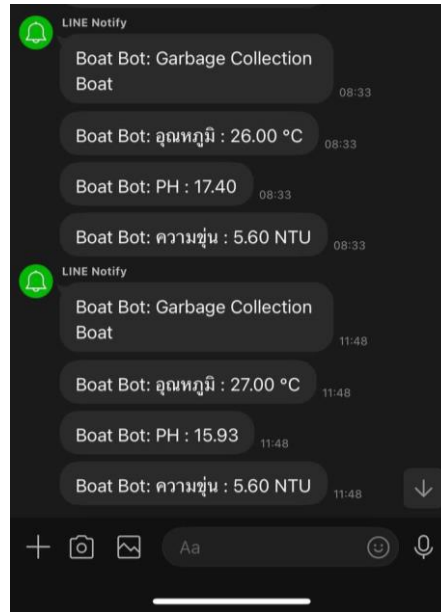 LINE Notify
Boat Bot: Garbage Collection
Boat
08:33
Boat Bot: อุณหภูมิ : 26.00 °C
08:33
Boat Bot: PH : 17.40
08:33
Boat Bot: ความขุ่น : 5.60 NTU
08:33
LINE Notify
Boat Bot: Garbage Collection
Boat
11:48
Boat Bot: อุณหภูมิ : 27.00 °C
11:48
Boat Bot: PH : 15.93
11:48
Boat Bot: ความขุ่น : 5.60 NTU
11:48
Aa